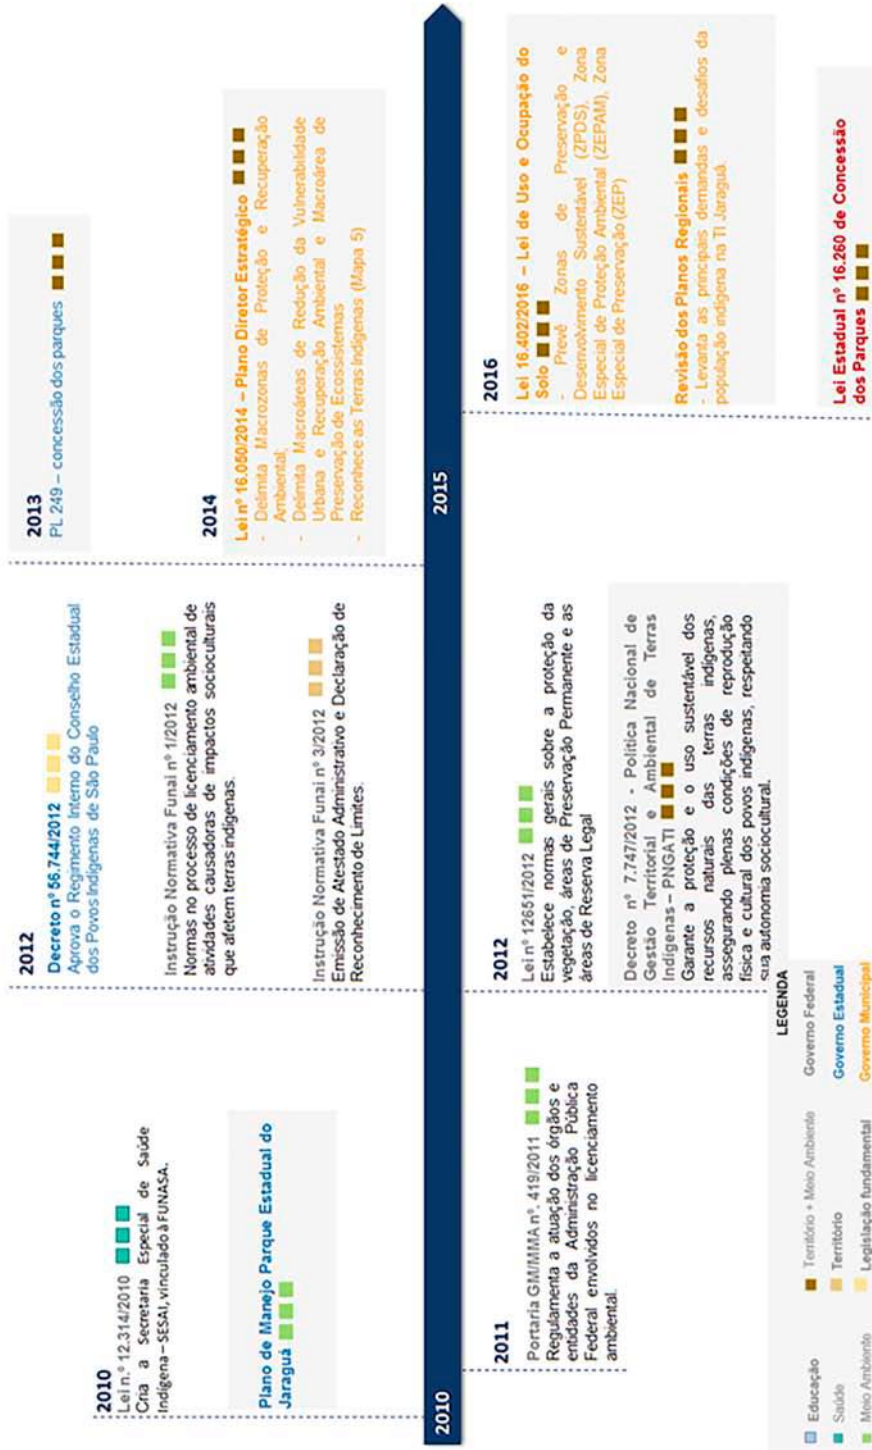 2010
Lei n.º 12.314/2010
Cria a Secretaria Especial de Saúde
Indígena – SESAI, vinculado à FUNASA.
Plano de Manejo Parque Estadual do
Jaraguá
2012
Decreto nº 56.744/2012
Aprova o Regimento Interno do Conselho Estadual
dos Povos Indígenas de São Paulo
Instrução Normativa Funai nº 1/2012
Normas no processo de licenciamento ambiental de
atividades causadoras de impactos socioculturais
que afetem terras indígenas.
Instrução Normativa Funai nº 3/2012
Emissão de Atestado Administrativo e Declaração de
Reconhecimento de Limites.
2013
PL 249 – concessão dos parques
2014
Lei nº 16.050/2014 – Plano Diretor Estratégico
- Delimita Macrozonas de Proteção e Recuperação
Ambiental;
- Delimita Macroáreas de Redução da Vulnerabilidade
Urbana e Recuperação Ambiental e Macroárea de
Preservação de Ecossistemas
- Reconhece as Terras Indígenas (Mapa 5)
2010
2015
2011
Portaria GM/MMA nº. 419/2011
Regulamenta a atuação dos órgãos e
entidades da Administração Pública
Federal envolvidos no licenciamento
ambiental.
2012
Lei nº 12651/2012
Estabelece normas gerais sobre a proteção da
vegetação, áreas de Preservação Permanente e as
áreas de Reserva Legal
Decreto nº 7.747/2012 - Política Nacional de
Gestão Territorial e Ambiental de Terras
Indígenas – PNGATI
Garante a proteção e o uso sustentável dos
recursos naturais das terras indígenas,
assegurando plenas condições de reprodução
física e cultural dos povos indígenas, respeitando
sua autonomia sociocultural.
2016
Lei 16.402/2016 – Lei de Uso e Ocupação do
Solo
- Prevê Zonas de Preservação e
Desenvolvimento Sustentável (ZPDS), Zona
Especial de Proteção Ambiental (ZEPAM), Zona
Especial de Preservação (ZEP)
Revisão dos Planos Regionais
- Levanta as principais demandas e desafios da
população indígena na TI Jaraguá.
Lei Estadual nº 16.260 de Concessão
dos Parques
LEGENDA
Educação
Território + Meio Ambiente
Governo Federal
Saúde
Território
Governo Estadual
Meio Ambiente
Legislação fundamental
Governo Municipal